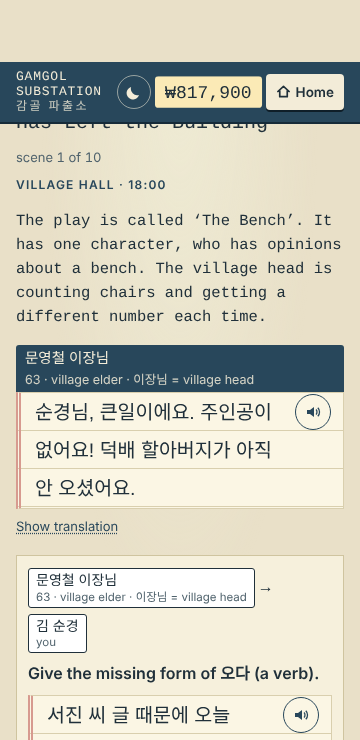 GAMGOL
SUBSTATION
감골 파출소
₩817,900
Home
has Left the Building
scene 1 of 10
VILLAGE HALL · 18:00
The play is called ‘The Bench’. It
has one character, who has opinions
about a bench. The village head is
counting chairs and getting a
different number each time.
문영철 이장님
63 · village elder · 이장님 = village head
순경님, 큰일이에요. 주인공이
없어요! 덕배 할아버지가 아직
안 오셨어요.
Show translation
문영철 이장님
63 · village elder · 이장님 = village head
→
김 순경
you
Give the missing form of 오다 (a verb).
서진 씨 글 때문에 오늘